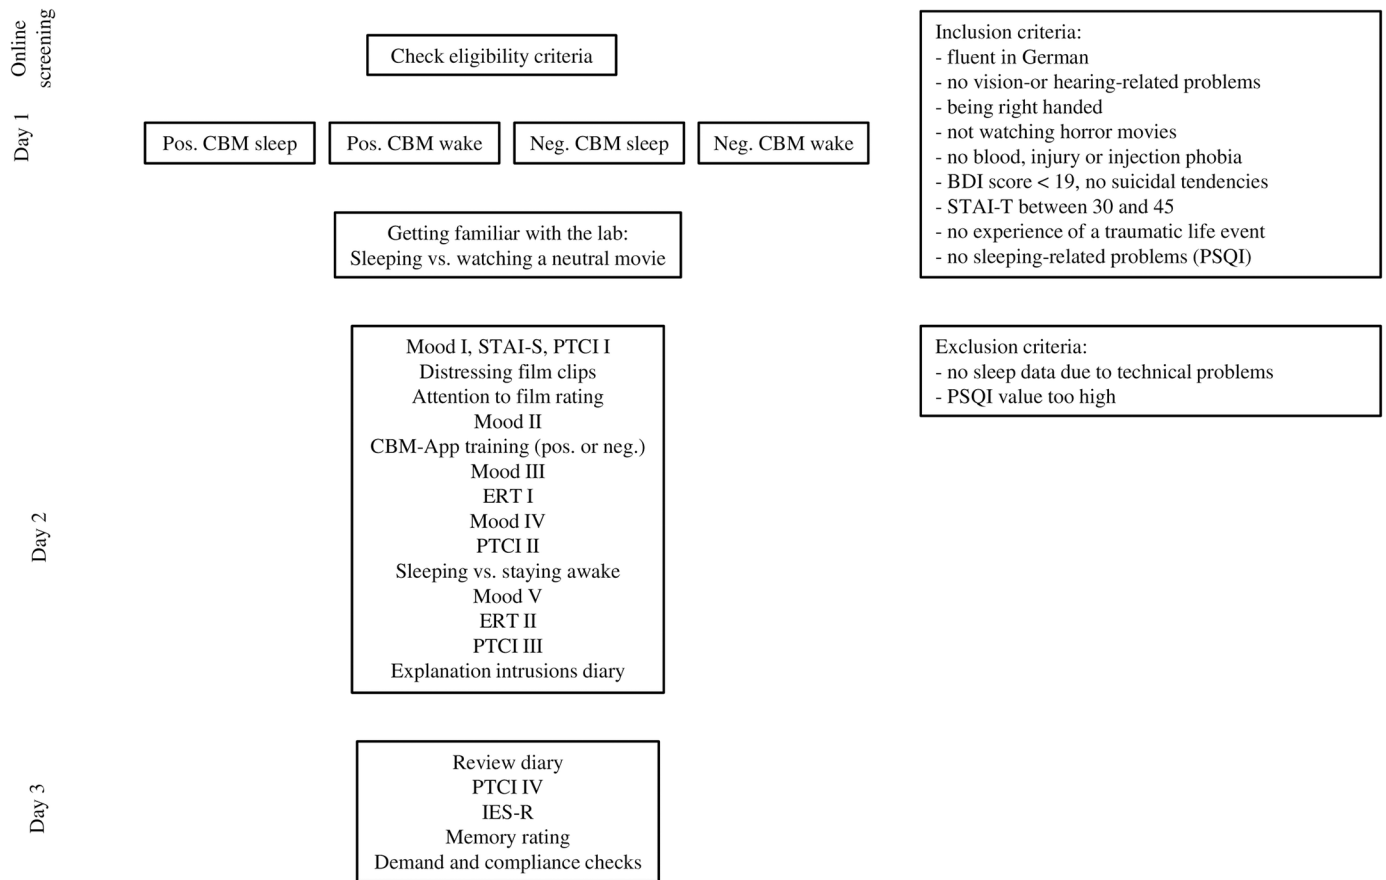 Online
screening
Check eligibility criteria
Day 1
Pos. CBM sleep
Pos. CBM wake
Neg. CBM sleep
Neg. CBM wake
Getting familiar with the lab:
Sleeping vs. watching a neutral movie
Inclusion criteria:
- fluent in German
- no vision-or hearing-related problems
- being right handed
- not watching horror movies
- no blood, injury or injection phobia
- BDI score < 19, no suicidal tendencies
- STAI-T between 30 and 45
- no experience of a traumatic life event
- no sleeping-related problems (PSQI)
Exclusion criteria:
- no sleep data due to technical problems
- PSQI value too high
Day 2
Mood I, STAI-S, PTCI I
Distressing film clips
Attention to film rating
Mood II
CBM-App training (pos. or neg.)
Mood III
ERT I
Mood IV
PTCI II
Sleeping vs. staying awake
Mood V
ERT II
PTCI III
Explanation intrusions diary
Day 3
Review diary
PTCI IV
IES-R
Memory rating
Demand and compliance checks